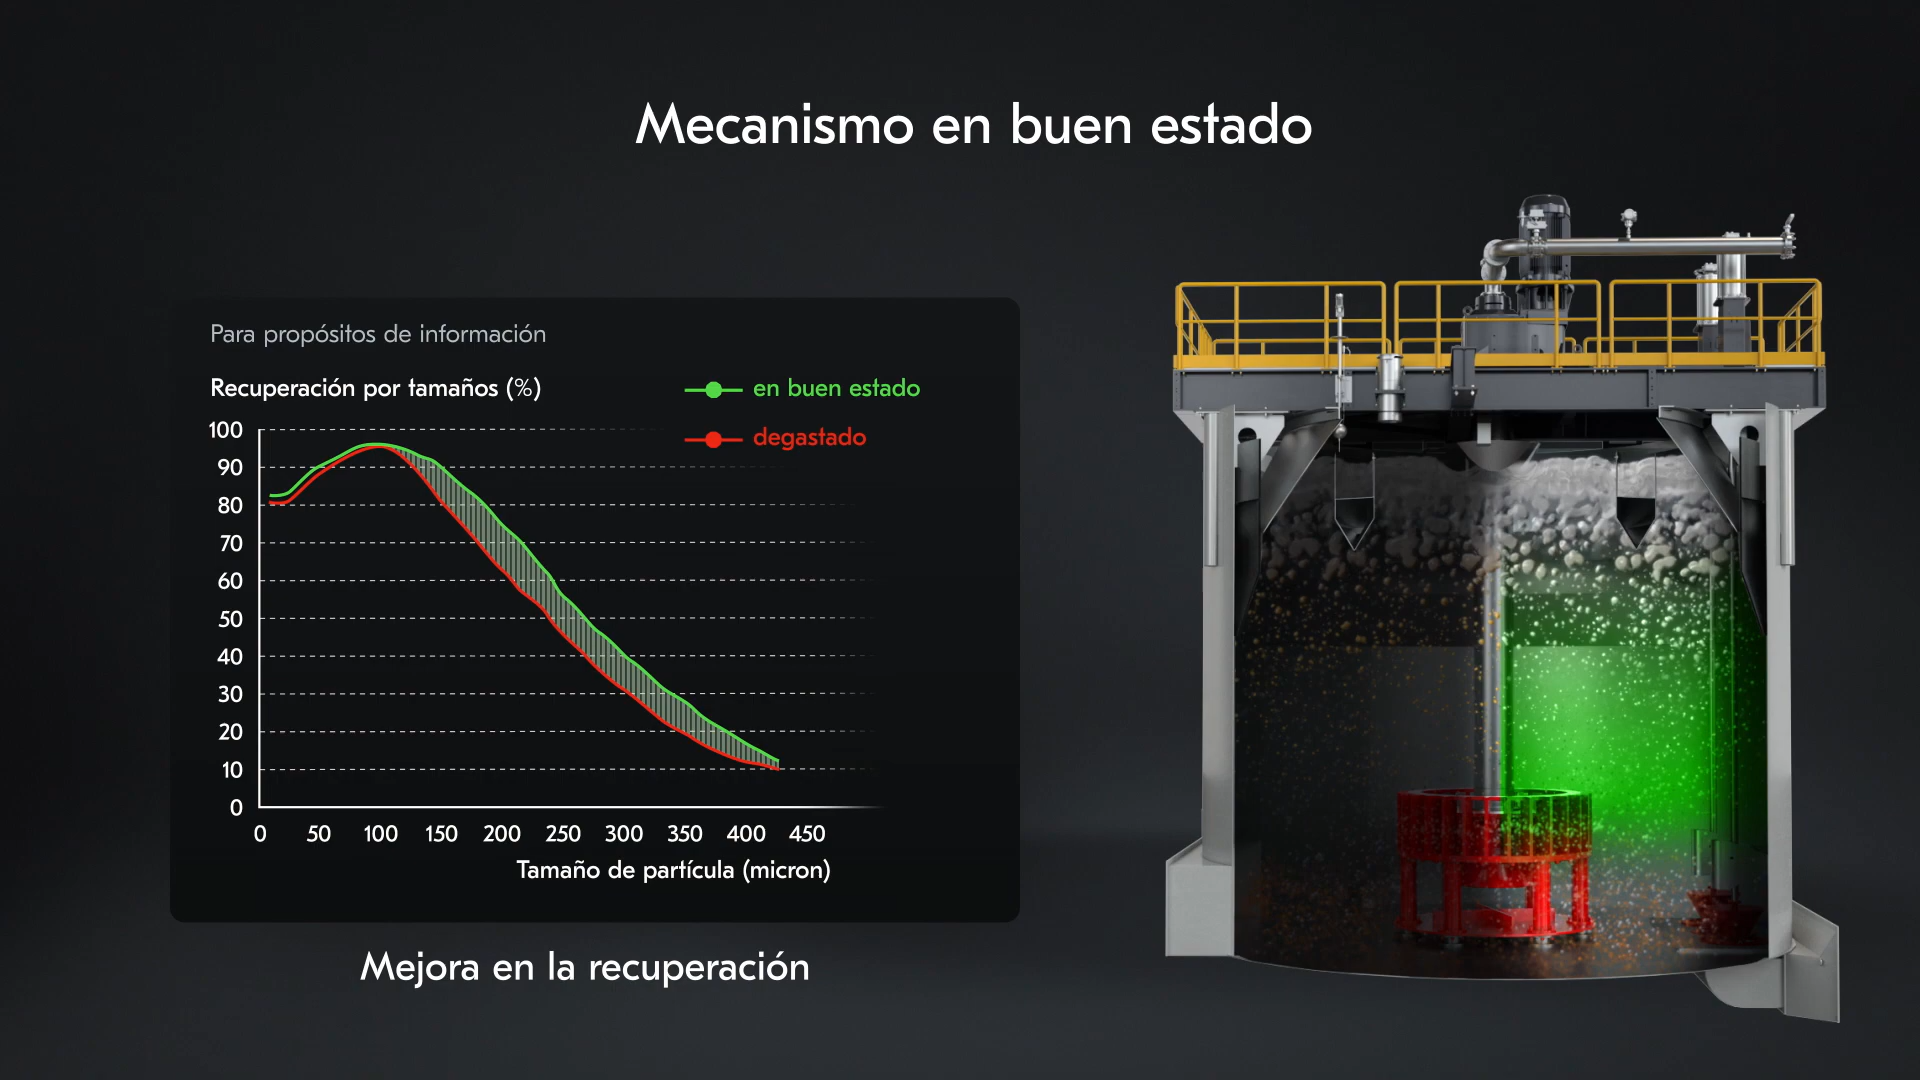 Mecanismo en buen estado
Para propósitos de información
Recuperación por tamaños (%)
en buen estado
degastado
100
90
80
70
60
50
40
30
20
10
0
0 50 100 150 200 250 300 350 400 450
Tamaño de partícula (micron)
Mejora en la recuperación